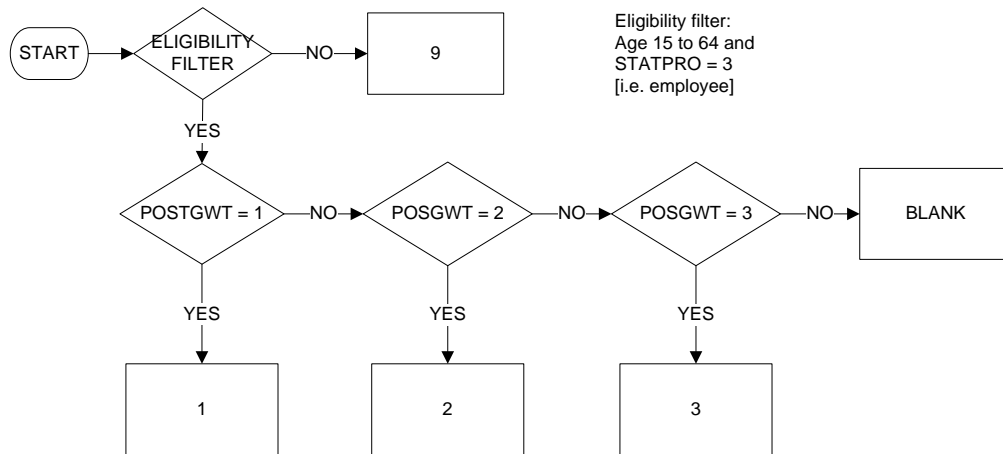 START
ELIGIBILITY
FILTER
NO
9
Eligibility filter:
Age 15 to 64 and
STATPRO = 3
[i.e. employee]
YES
POSTGWT = 1
NO
POSGWT = 2
NO
POSGWT = 3
NO
BLANK
YES
YES
YES
1
2
3